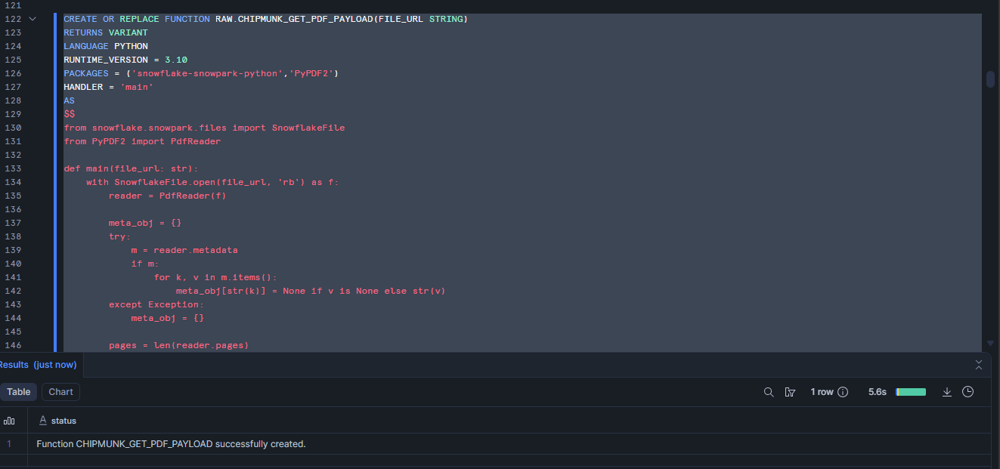 121
122 CREATE OR REPLACE FUNCTION RAW.CHIPMUNK_GET_PDF_PAYLOAD(FILE_URL STRING)
123 RETURNS VARIANT
124 LANGUAGE PYTHON
125 RUNTIME_VERSION = 3.10
126 PACKAGES = ('snowflake-snowpark-python','PyPDF2')
127 HANDLER = 'main'
128 AS
129 $$
130 from snowflake.snowpark.files import SnowflakeFile
131 from PyPDF2 import PdfReader
132
133 def main(file_url: str):
134     with SnowflakeFile.open(file_url, 'rb') as f:
135         reader = PdfReader(f)
136
137         meta_obj = {}
138         try:
139             m = reader.metadata
140             if m:
141                 for k, v in m.items():
142                     meta_obj[str(k)] = None if v is None else str(v)
143         except Exception:
144             meta_obj = {}
145
146         pages = len(reader.pages)
Results (just now)
Table Chart 1 row 5.6s
A status
1 Function CHIPMUNK_GET_PDF_PAYLOAD successfully created.